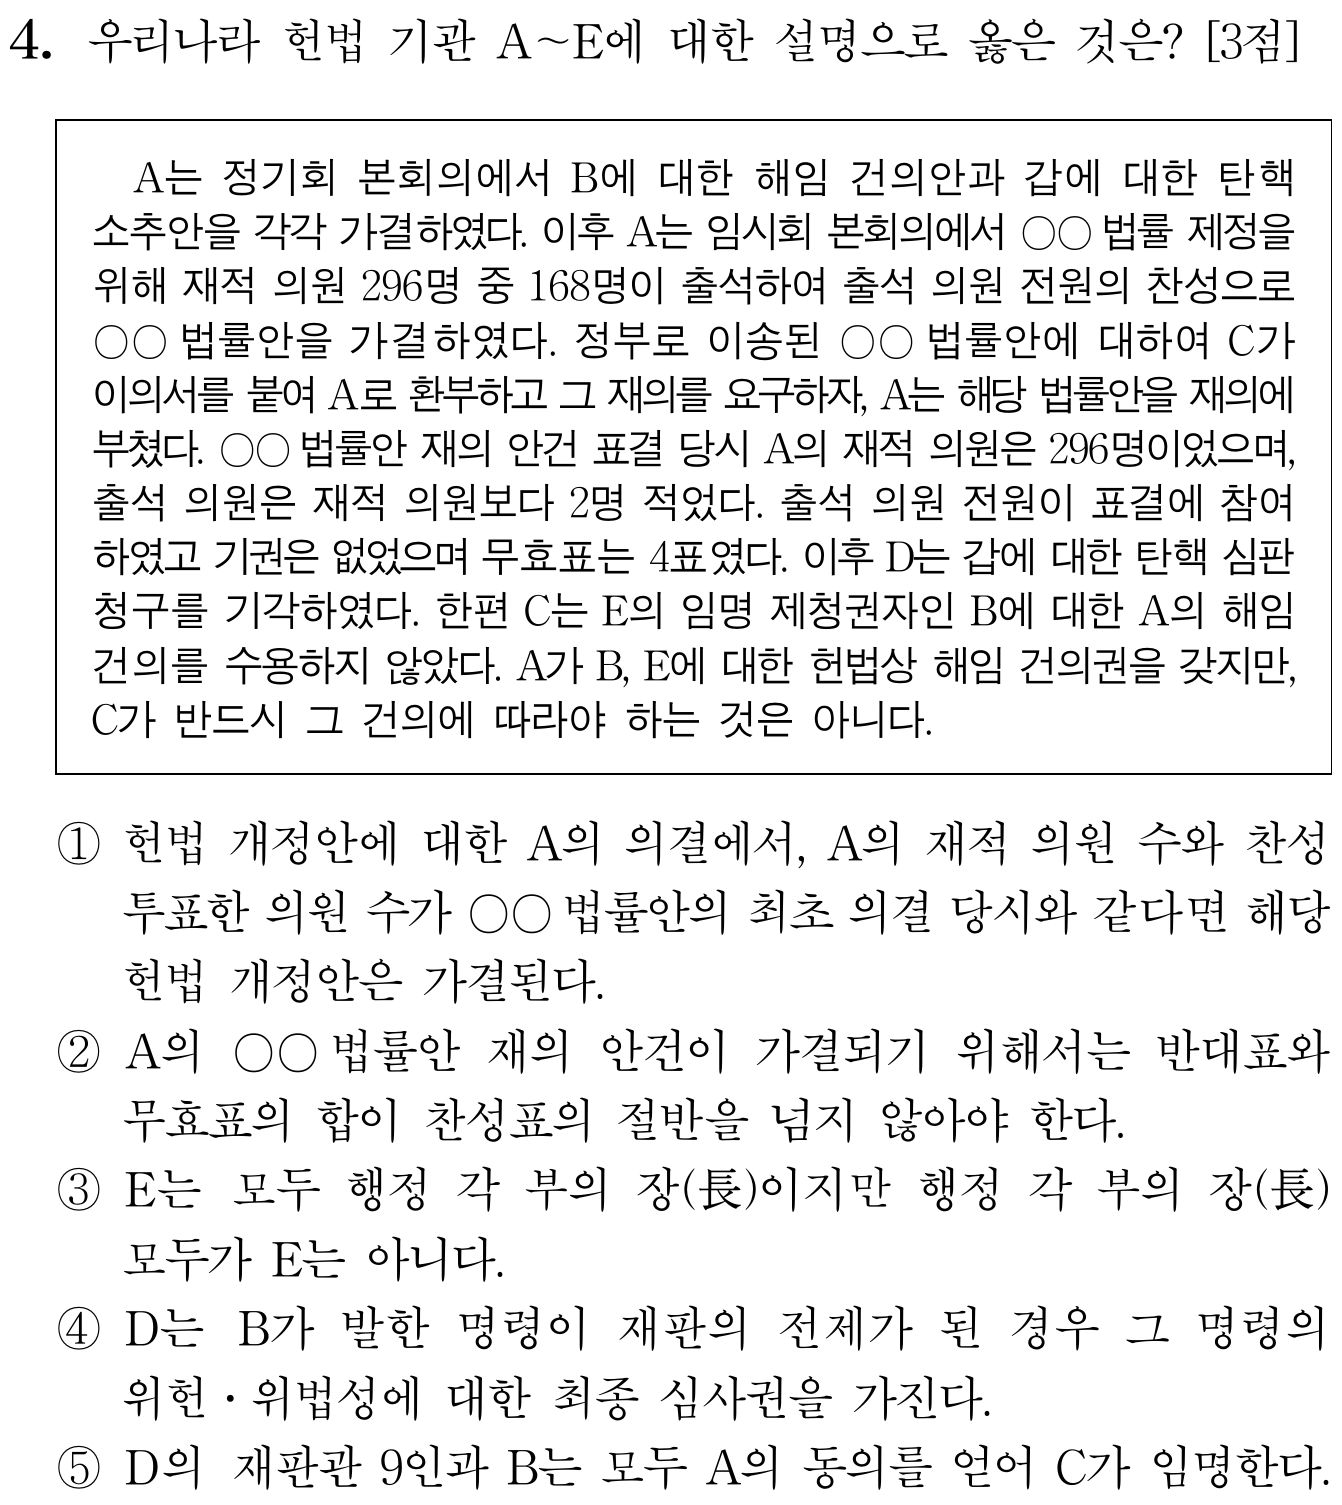 4. 우리나라 헌법 기관 A~E에 대한 설명으로 옳은 것은? [3점]
A는 정기회 본회의에서 B에 대한 해임 건의안과 갑에 대한 탄핵
소추안을 각각 가결하였다. 이후 A는 임시회 본회의에서 ○○ 법률 제정을
위해 재적 의원 296명 중 168명이 출석하여 출석 의원 전원의 찬성으로
○○ 법률안을 가결하였다. 정부로 이송된 ○○ 법률안에 대하여 C가
이의서를 붙여 A로 환부하고 그 재의를 요구하자, A는 해당 법률안을 재의에
부쳤다. ○○ 법률안 재의 안건 표결 당시 A의 재적 의원은 296명이었으며,
출석 의원은 재적 의원보다 2명 적었다. 출석 의원 전원이 표결에 참여
하였고 기권은 없었으며 무효표는 4표였다. 이후 D는 갑에 대한 탄핵 심판
청구를 기각하였다. 한편 C는 E의 임명 제청권자인 B에 대한 A의 해임
건의를 수용하지 않았다. A가 B, E에 대한 헌법상 해임 건의권을 갖지만,
C가 반드시 그 건의에 따라야 하는 것은 아니다.
① 헌법 개정안에 대한 A의 의결에서, A의 재적 의원 수와 찬성
투표한 의원 수가 ○○ 법률안의 최초 의결 당시와 같다면 해당
헌법 개정안은 가결된다.
② A의 ○○ 법률안 재의 안건이 가결되기 위해서는 반대표와
무효표의 합이 찬성표의 절반을 넘지 않아야 한다.
③ E는 모두 행정 각 부의 장(長)이지만 행정 각 부의 장(長)
모두가 E는 아니다.
④ D는 B가 발한 명령이 재판의 전제가 된 경우 그 명령의
위헌·위법성에 대한 최종 심사권을 가진다.
⑤ D의 재판관 9인과 B는 모두 A의 동의를 얻어 C가 임명한다.